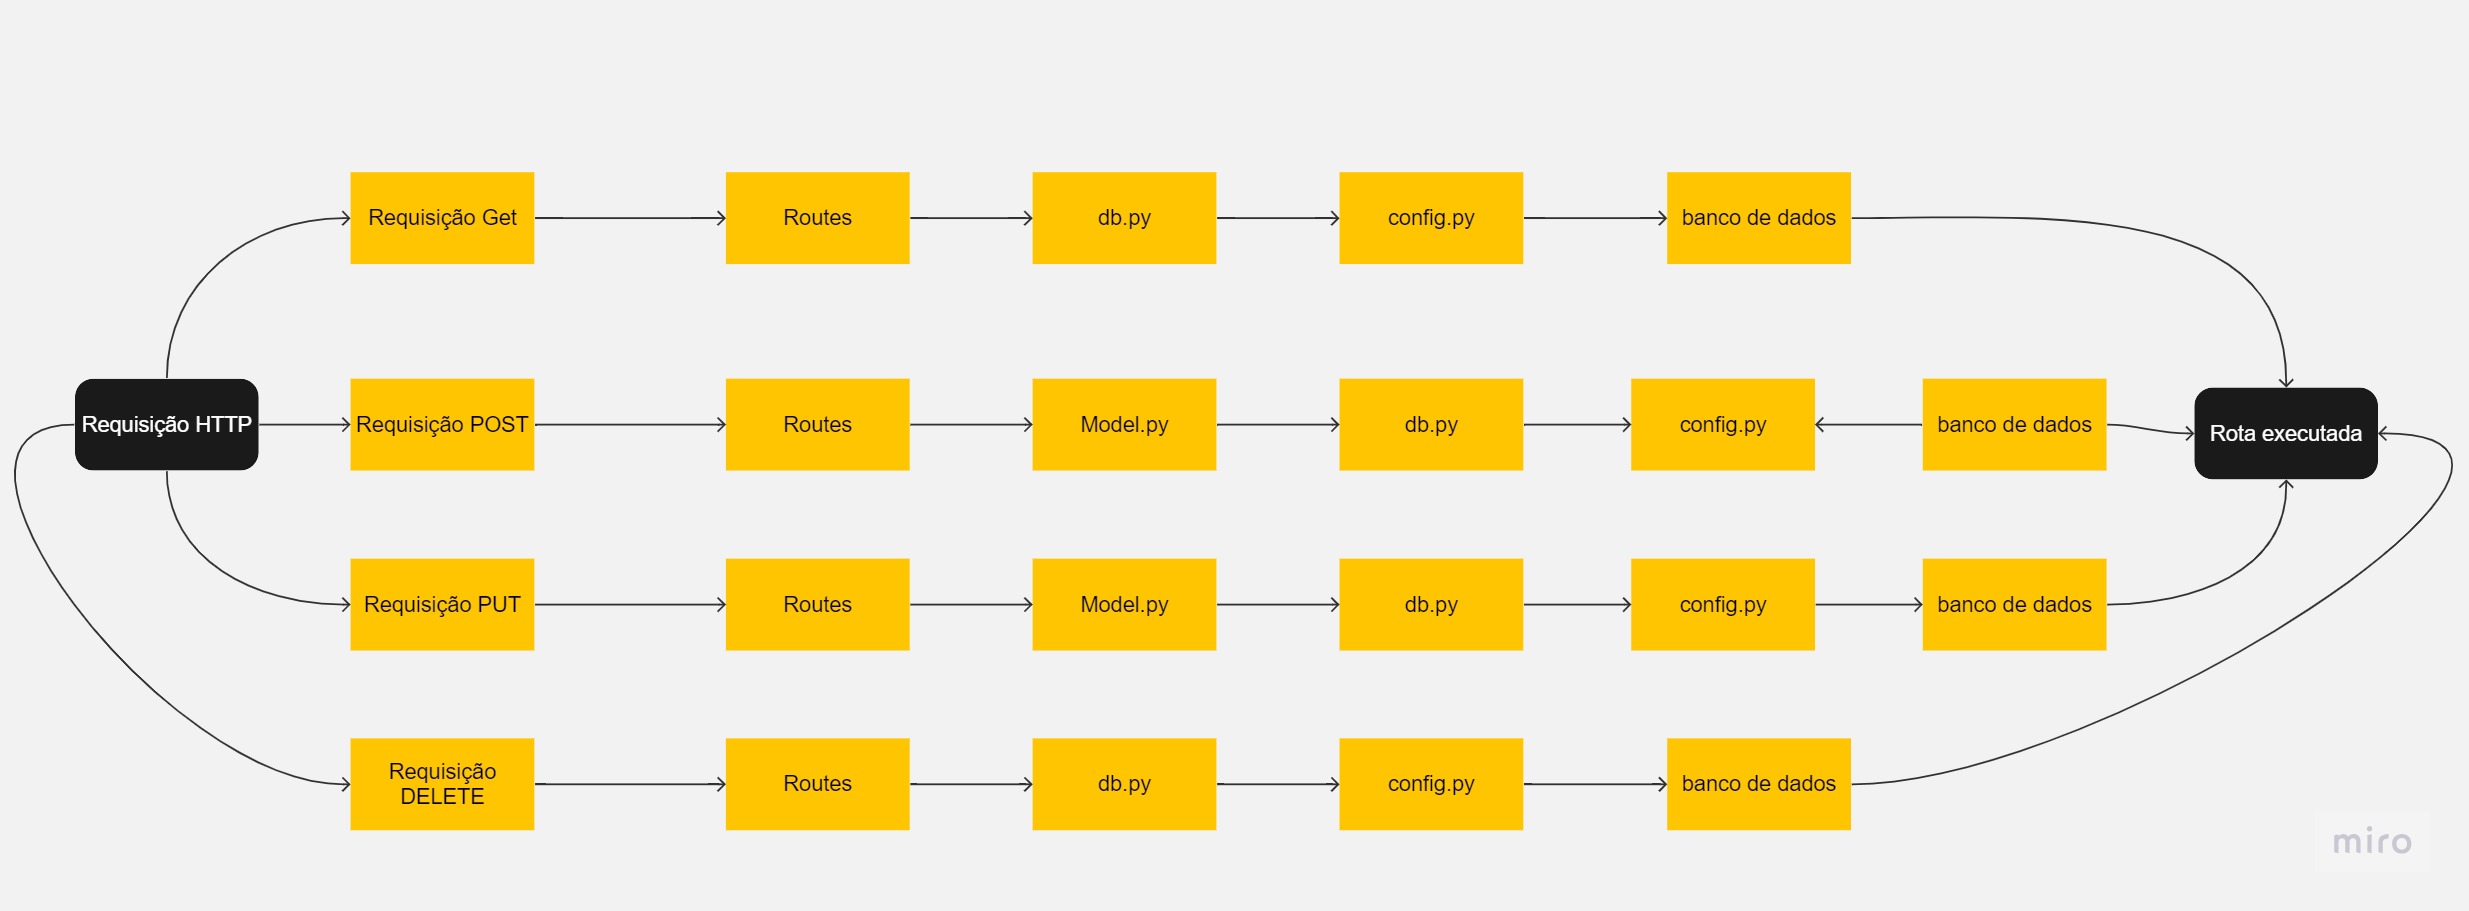 Requisição HTTP
Requisição Get
Routes
db.py
config.py
banco de dados
Requisição POST
Routes
Model.py
db.py
config.py
banco de dados
Rota executada
Requisição PUT
Routes
Model.py
db.py
config.py
banco de dados
Requisição
DELETE
Routes
db.py
config.py
banco de dados
miro